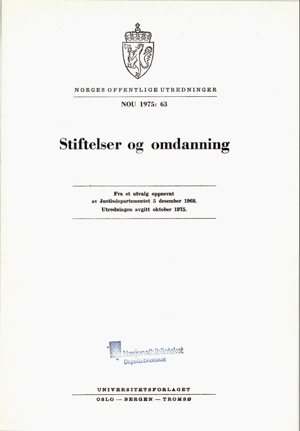 NORGES OFFENTLIGE UTREDNINGER
NOU 1975: 63
Stiftelser og omdanning
Fra et utvalg oppnevnt
av Justisdepartementet 5 desember 1968.
Utredningen avgitt oktober 1975.
Nasjonalbiblioteket
Depotbiblioteket
UNIVERSITETSFORLAGET
OSLO — BERGEN — TROMSØ